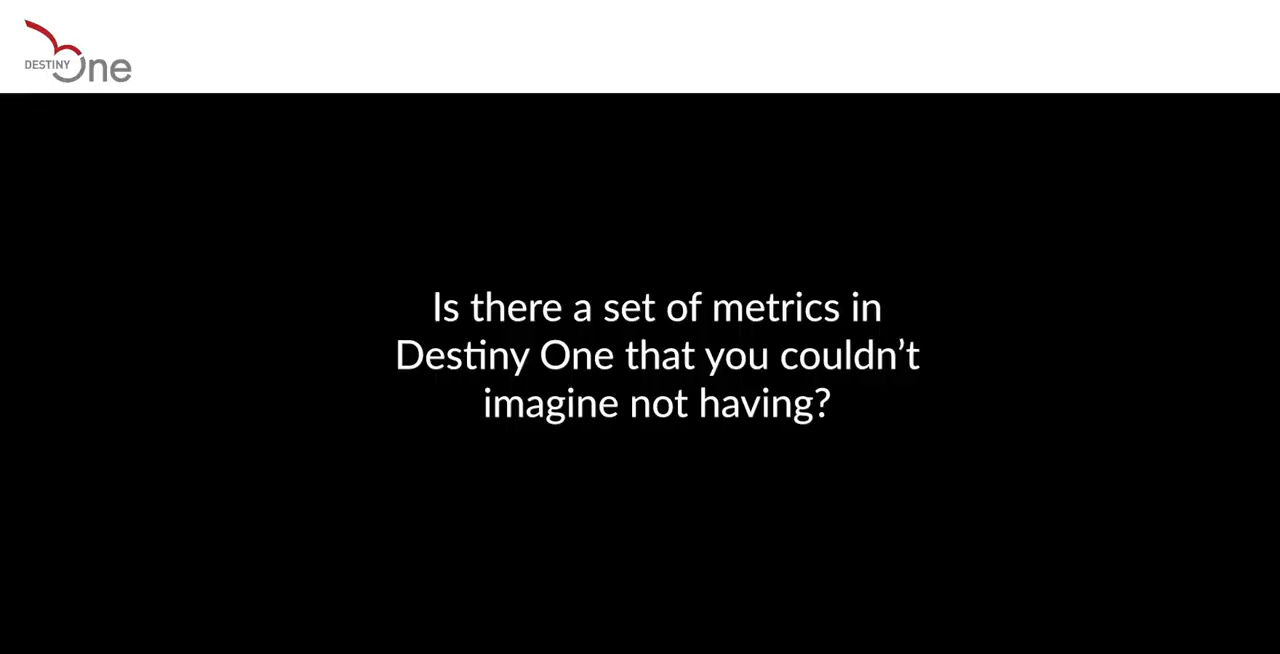 DESTINY One
Is there a set of metrics in
Destiny One that you couldn’t
imagine not having?